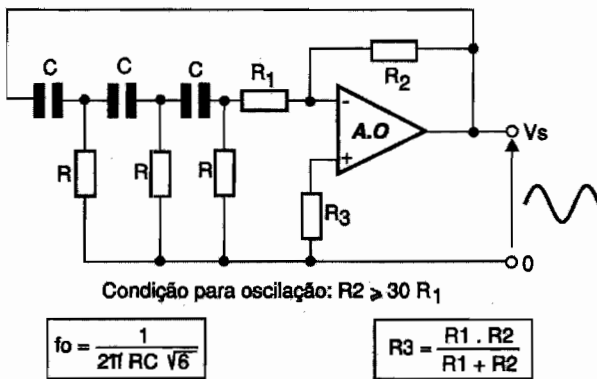 C C C R1 R2
- A.O Vs
+
R R R R3
0
Condição para oscilação: R2 ⩾ 30 R1
fo = 1 / 2π RC √6
R3 = R1 . R2 / R1 + R2